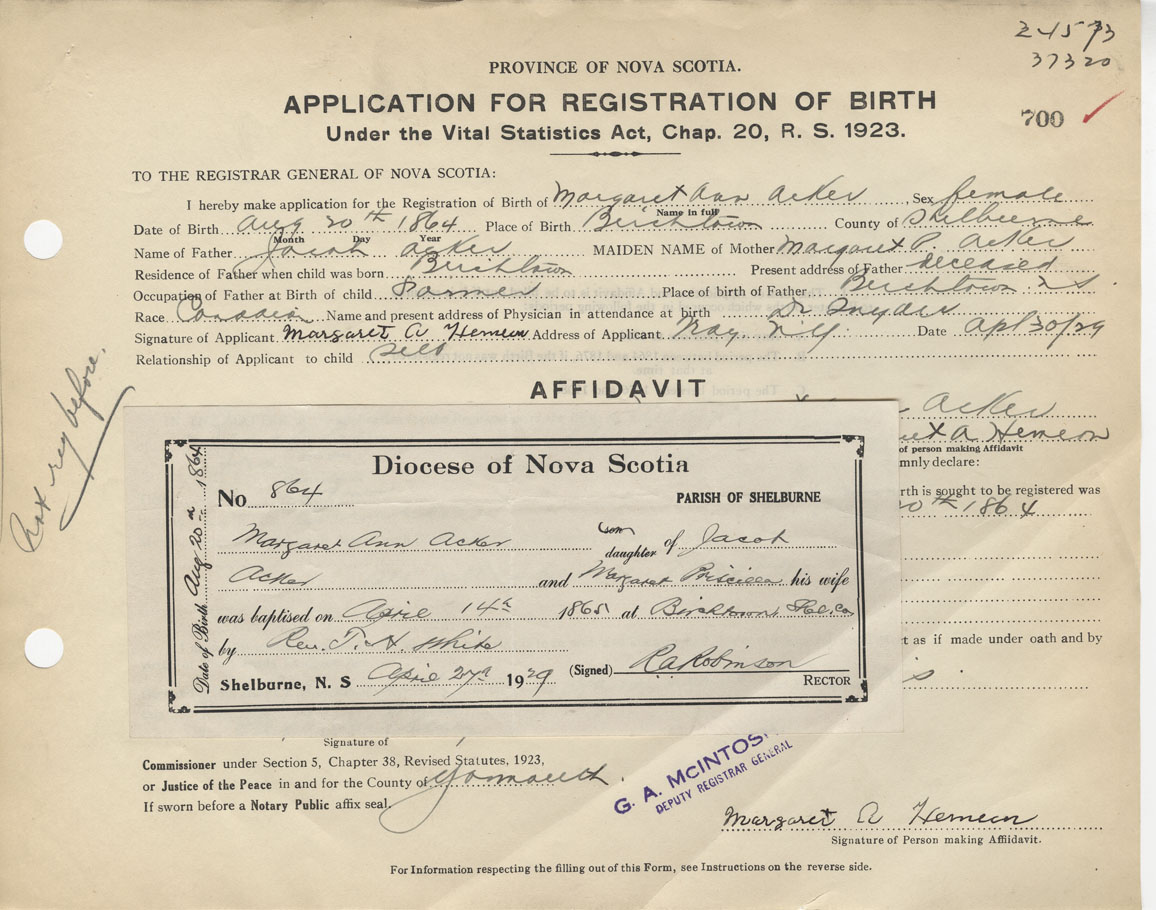 24573
37320
PROVINCE OF NOVA SCOTIA.
APPLICATION FOR REGISTRATION OF BIRTH
700
Under the Vital Statistics Act, Chap. 20, R. S. 1923.
TO THE REGISTRAR GENERAL OF NOVA SCOTIA:
I hereby make application for the Registration of Birth of Margaret Ann Acker, Sex female
Name in full
Date of Birth Aug 20th 1864 Place of Birth Birchtown County of Shelburne
Month Day Year
Name of Father Jacob Acker MAIDEN NAME of Mother Margaret P. Acker
Residence of Father when child was born Birchtown Present address of Father deceased
Occupation of Father at Birth of child Farmer Place of birth of Father Birchtown N S
Race Canadian Name and present address of Physician in attendance at birth Dr Snyder
Signature of Applicant Margaret A Hemeon Address of Applicant Date Apl 30/29
Relationship of Applicant to child Self
AFFIDAVIT
Acker
A Hemeon
of person making Affidavit
mnly declare:
rth is sought to be registered was
20th 1864
t as if made under oath and by
Not reg before.
Diocese of Nova Scotia
No 864
PARISH OF SHELBURNE
Margaret Ann Acker son daughter of Jacob
Acker and Margaret Priscilla his wife
was baptised on April 14th 1865 at Birchtown Shel. Co
by Rev. T. H. White
Shelburne, N. S April 27th 1929 (Signed) R.A. Robinson
RECTOR
Date of Birth Aug 20th 1864
Signature of
Commissioner under Section 5, Chapter 38, Revised Statutes, 1923,
or Justice of the Peace in and for the County of Yarmouth.
If sworn before a Notary Public affix seal.
G. A. McINTOS
DEPUTY REGISTRAR GENERAL
Margaret A Hemeon
Signature of Person making Affidavit.
For Information respecting the filling out of this Form, see Instructions on the reverse side.